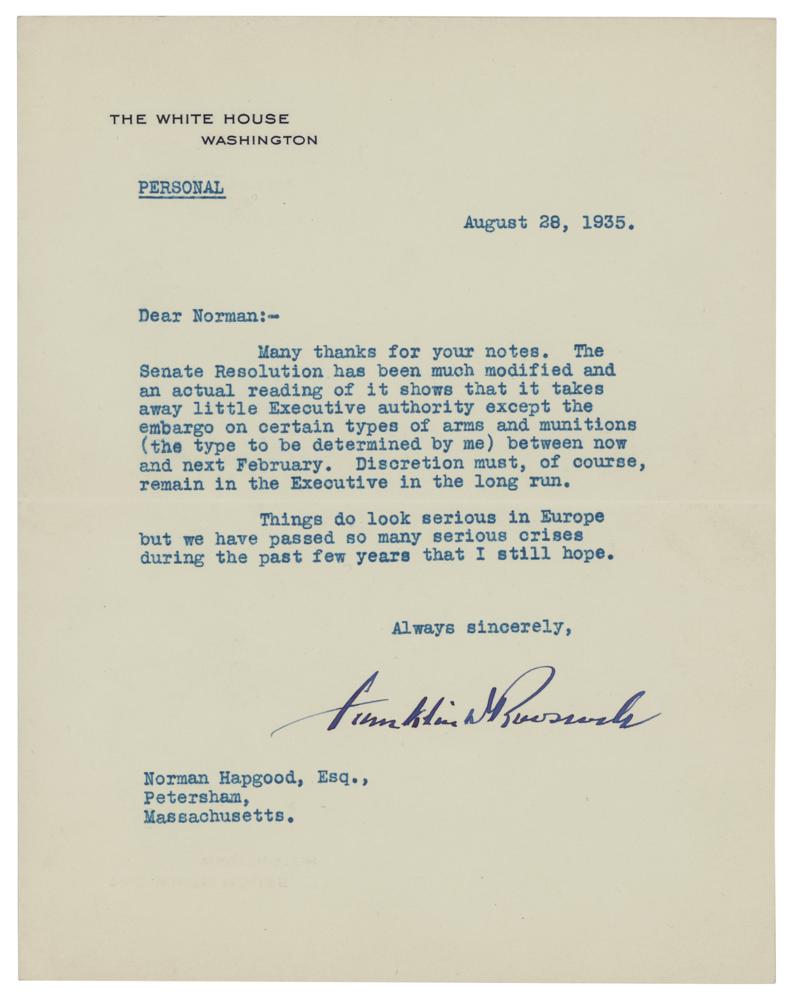 THE WHITE HOUSE
WASHINGTON
PERSONAL
August 28, 1935.
Dear Norman:-
Many thanks for your notes. The
Senate Resolution has been much modified and
an actual reading of it shows that it takes
away little Executive authority except the
embargo on certain types of arms and munitions
(the type to be determined by me) between now
and next February. Discretion must, of course,
remain in the Executive in the long run.
Things do look serious in Europe
but we have passed so many serious crises
during the past few years that I still hope.
Always sincerely,
Franklin D Roosevelt
Norman Hapgood, Esq.,
Petersham,
Massachusetts.